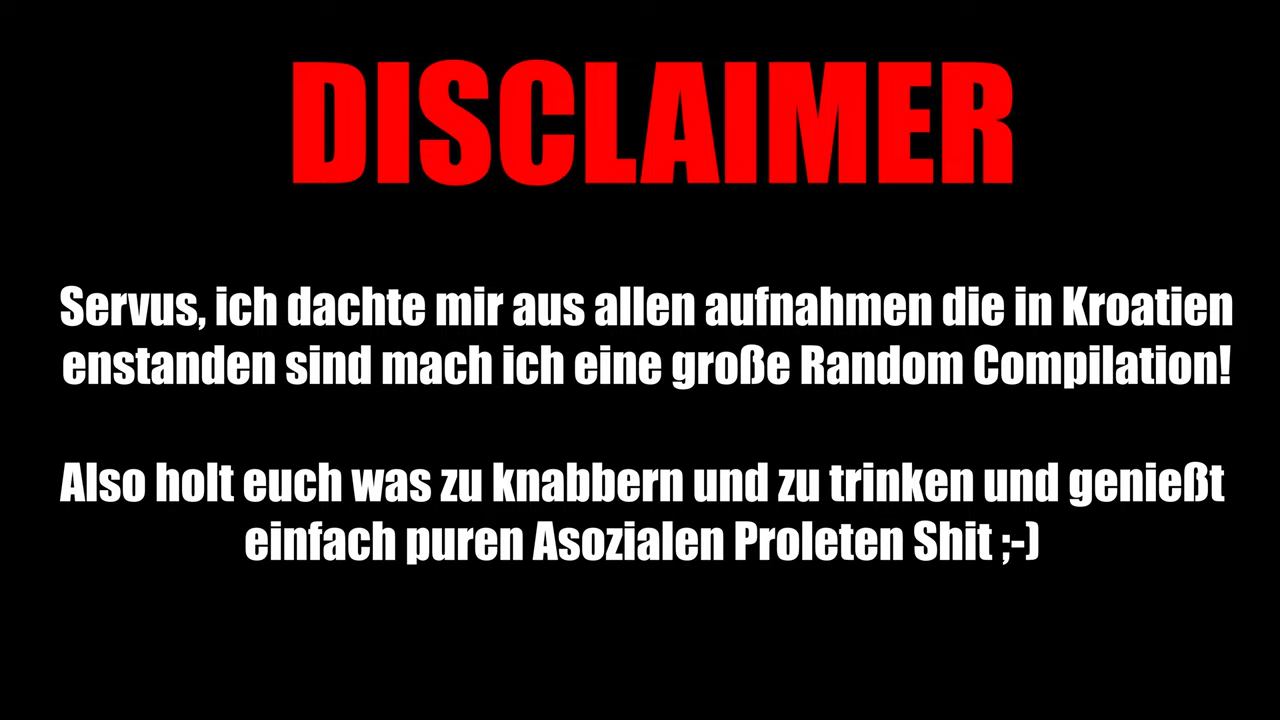 DISCLAIMER
Servus, ich dachte mir aus allen aufnahmen die in Kroatien
enstanden sind mach ich eine große Random Compilation!
Also holt euch was zu knabbern und zu trinken und genießt
einfach puren Asozialen Proleten Shit ;-)